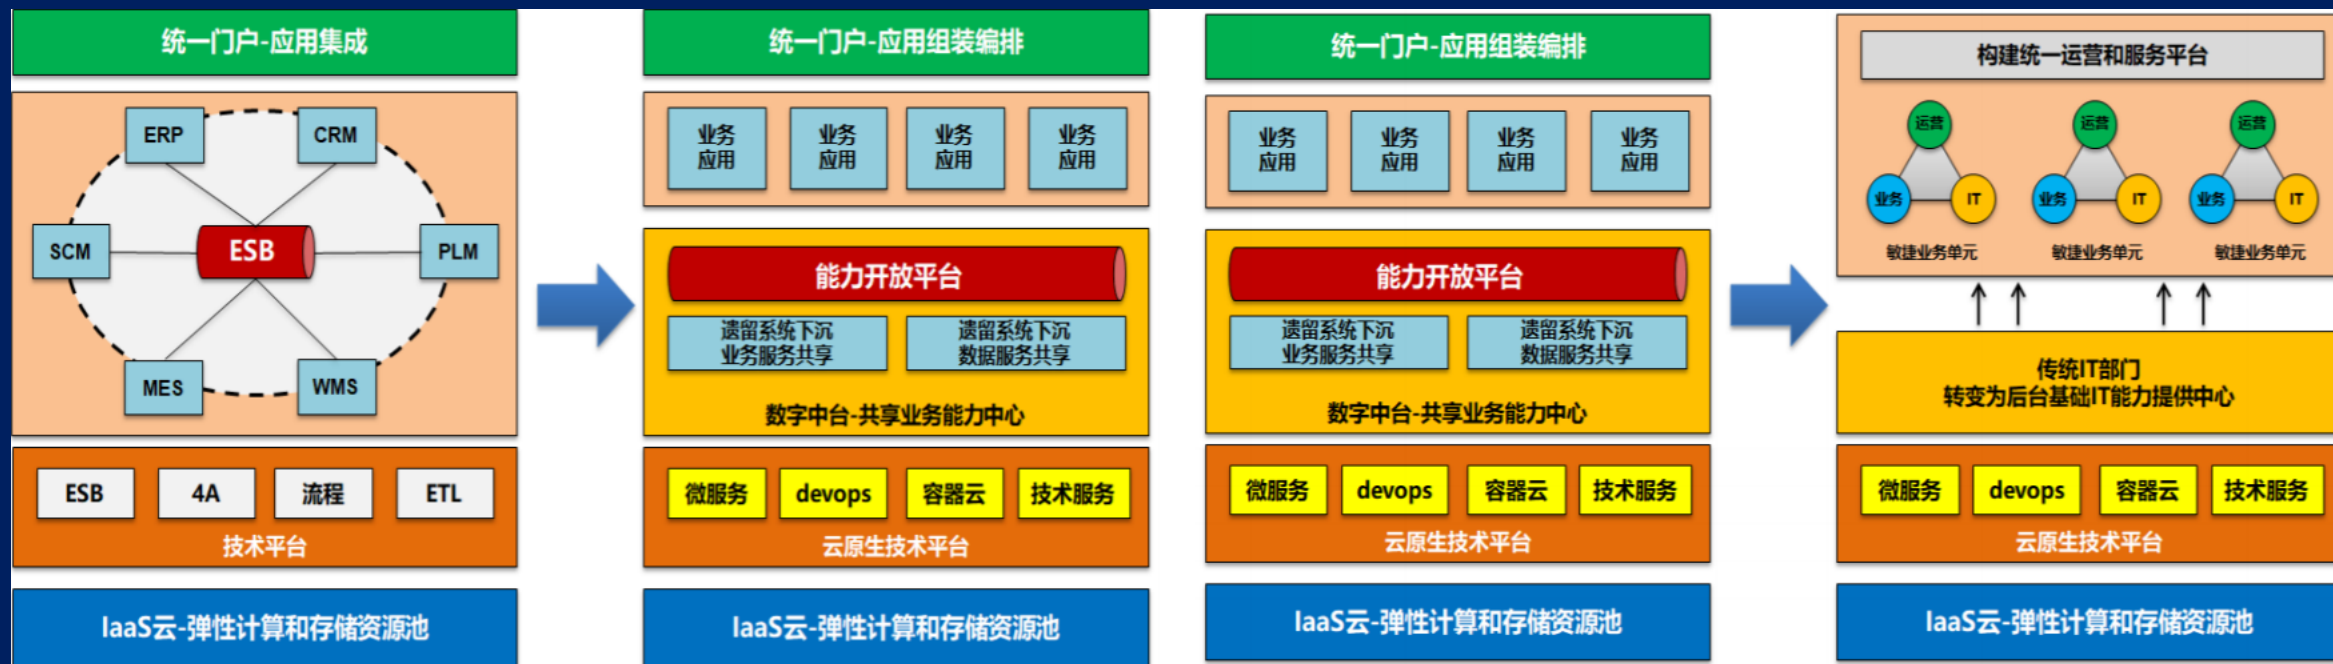 统一门户-应用集成
ERP
CRM
SCM
ESB
PLM
MES
WMS
ESB
4A
流程
ETL
技术平台
IaaS云-弹性计算和存储资源池
统一门户-应用组装编排
业务
应用
业务
应用
业务
应用
业务
应用
能力开放平台
遗留系统下沉
业务服务共享
遗留系统下沉
数据服务共享
数字中台-共享业务能力中心
微服务
devops
容器云
技术服务
云原生技术平台
IaaS云-弹性计算和存储资源池
统一门户-应用组装编排
业务
应用
业务
应用
业务
应用
业务
应用
能力开放平台
遗留系统下沉
业务服务共享
遗留系统下沉
数据服务共享
数字中台-共享业务能力中心
微服务
devops
容器云
技术服务
云原生技术平台
IaaS云-弹性计算和存储资源池
构建统一运营和服务平台
运营
业务
IT
敏捷业务单元
运营
业务
IT
敏捷业务单元
运营
业务
IT
敏捷业务单元
传统IT部门
转变为后台基础IT能力提供中心
微服务
devops
容器云
技术服务
云原生技术平台
IaaS云-弹性计算和存储资源池